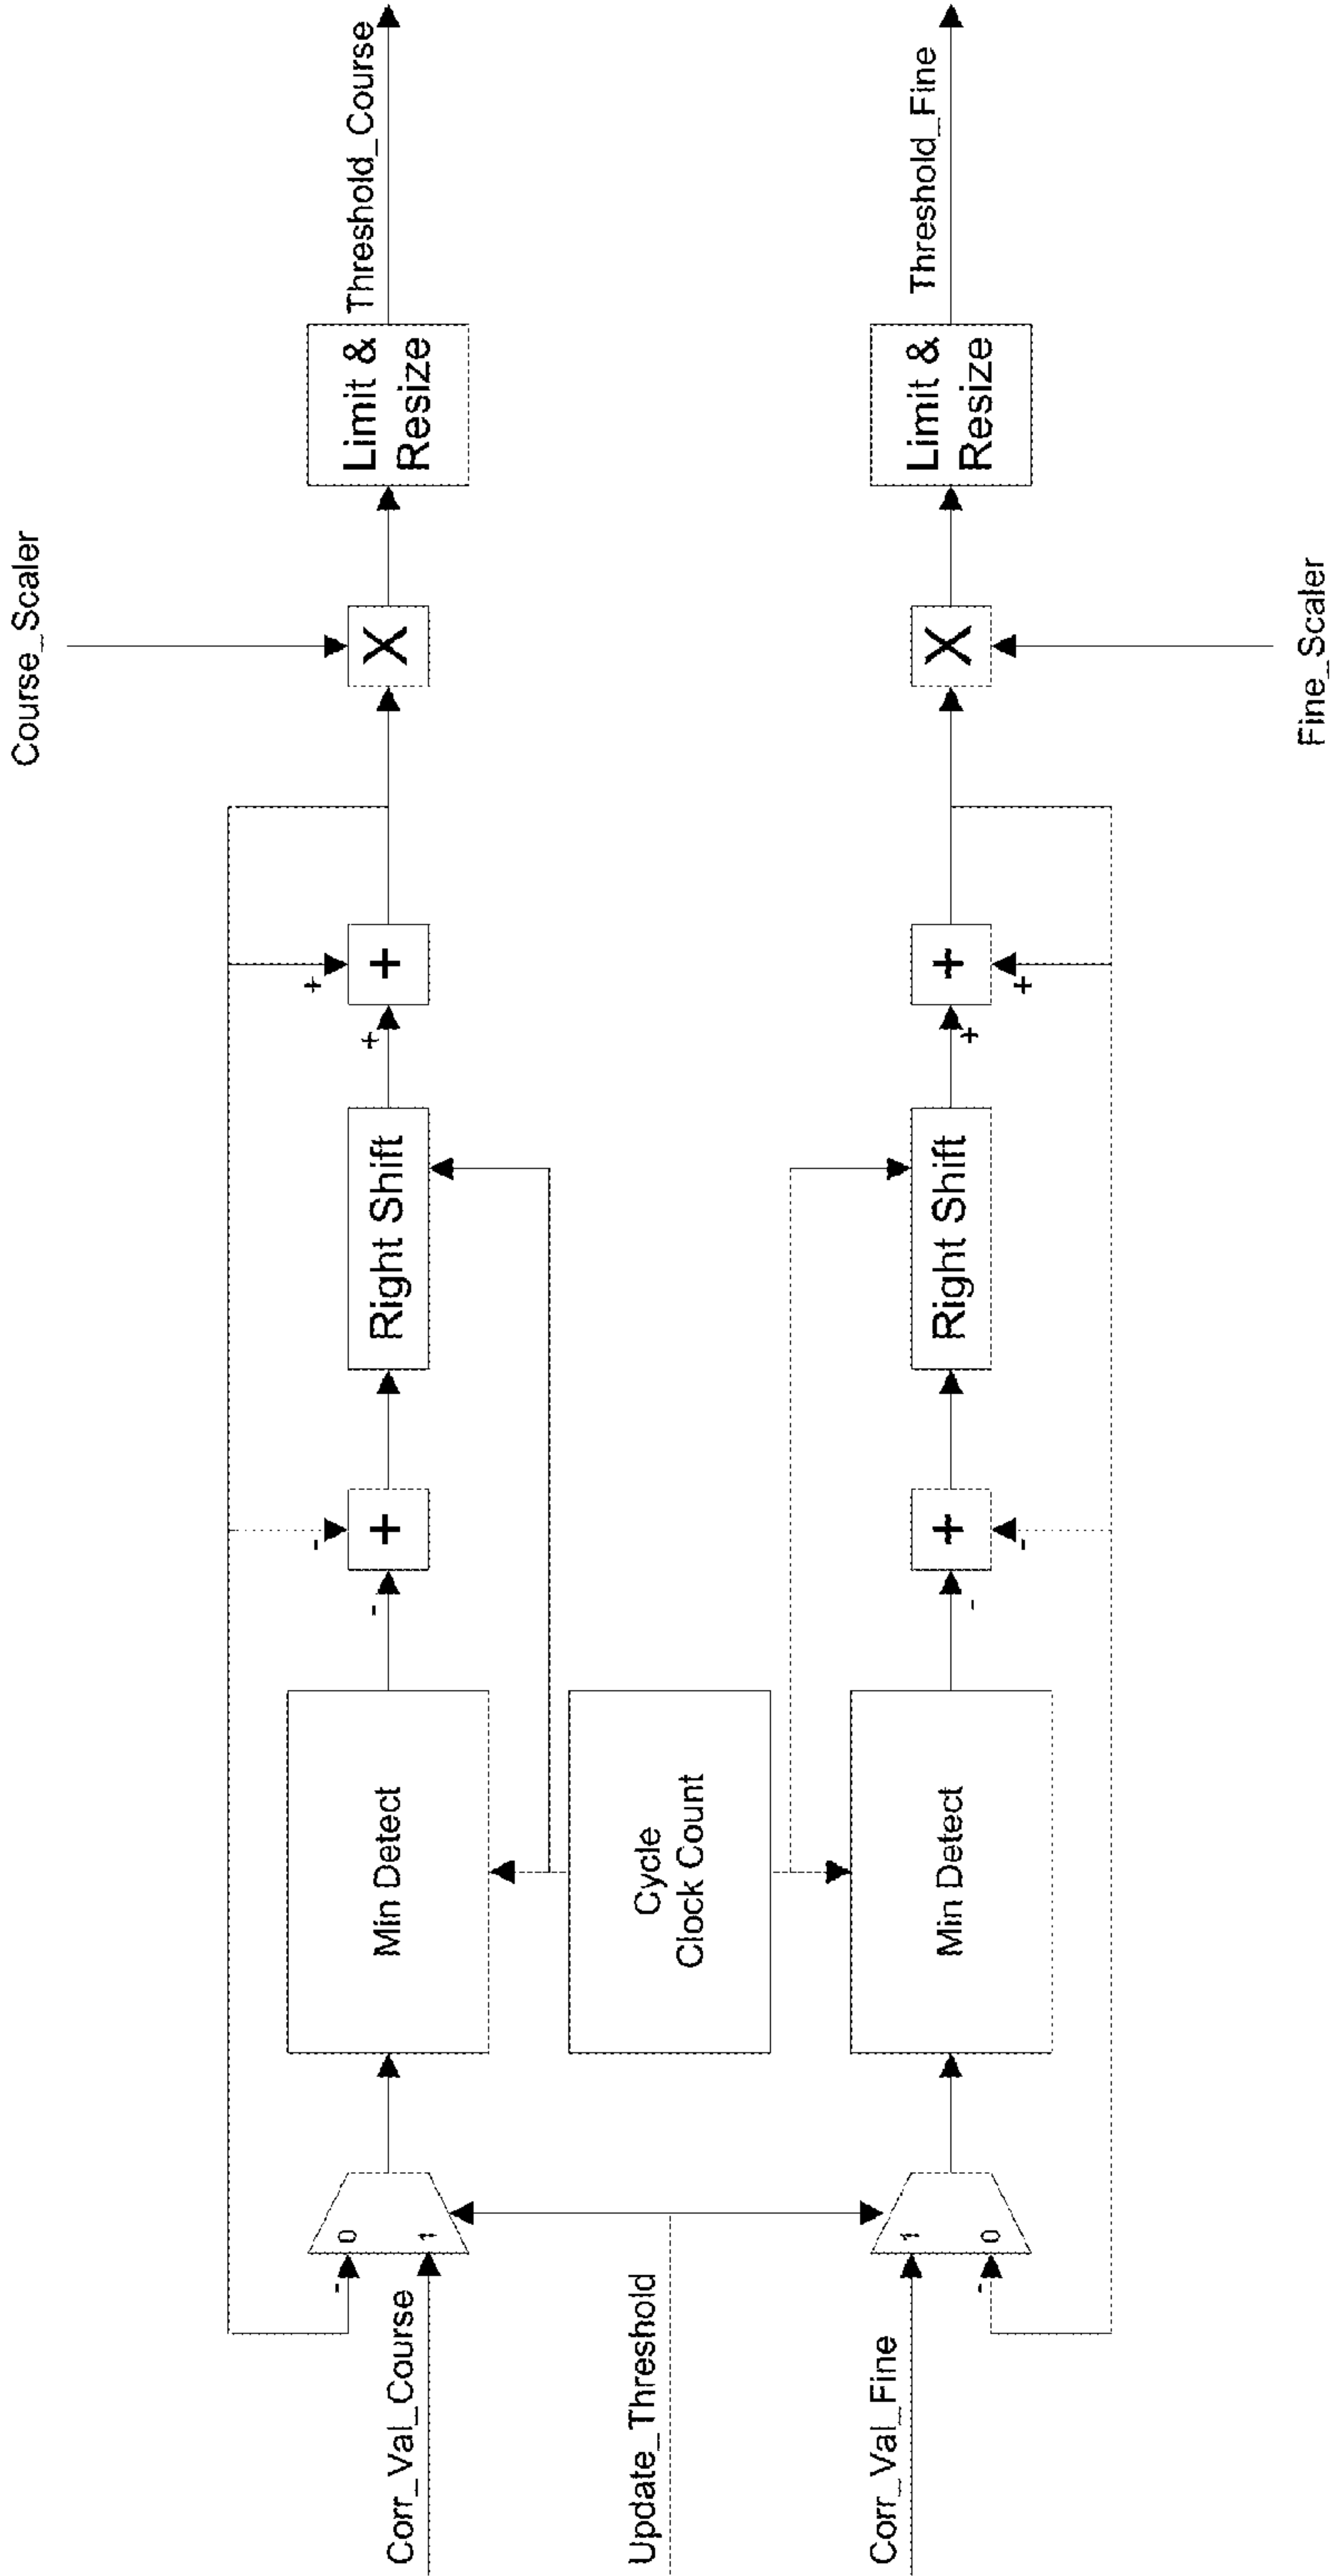 Corr_Val_Course
-
0
1
Min Detect
-
-
+
Right Shift
+
+
+
Course_Scaler
X
Limit &
Resize
Threshold_Course
Update_Threshold
Cycle
Clock Count
Corr_Val_Fine
1
0
-
Min Detect
-
-
+
Right Shift
+
+
+
Fine_Scaler
X
Limit &
Resize
Threshold_Fine